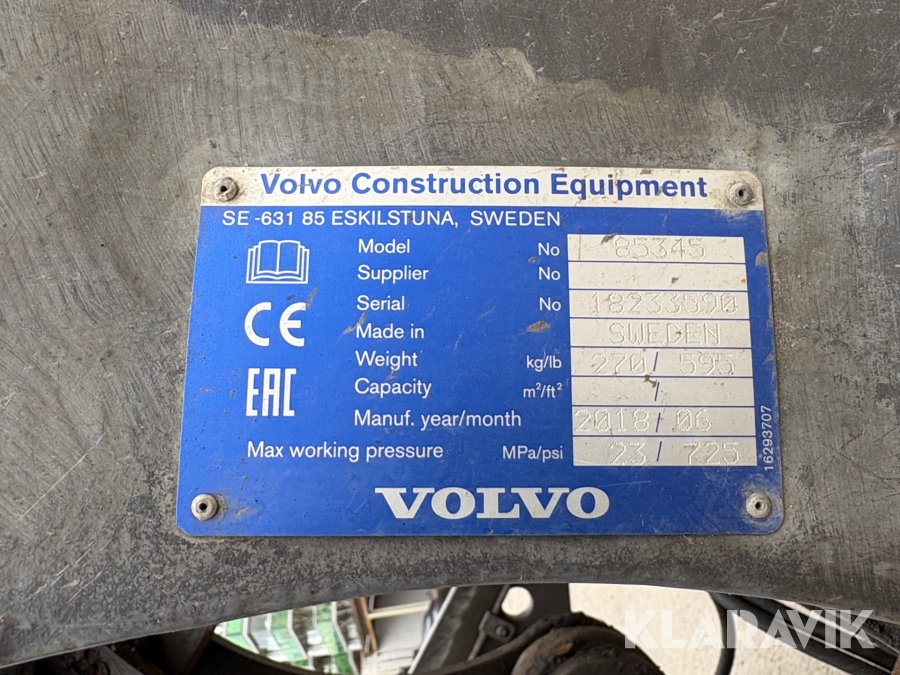 Volvo Construction Equipment
SE -631 85 ESKILSTUNA, SWEDEN
Model No 85345
Supplier No
Serial No 18233590
Made in SWEDEN
Weight kg/lb 270 / 595
Capacity m²/ft² /
Manuf. year/month 2018 / 06
Max working pressure MPa/psi 23 / 725
CE
EAC
16293707
VOLVO
KLARAVIK